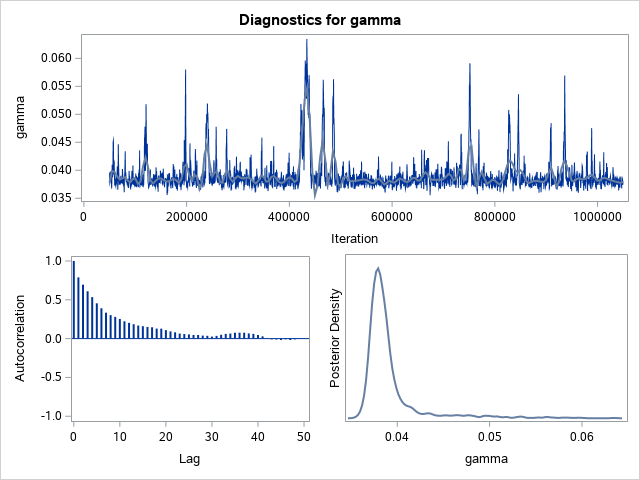 Diagnostics for gamma
gamma
0.060
0.055
0.050
0.045
0.040
0.035
0 200000 400000 600000 800000 1000000
Iteration
Autocorrelation
1.0
0.5
0.0
-0.5
-1.0
0 10 20 30 40 50
Lag
Posterior Density
0.04 0.05 0.06
gamma